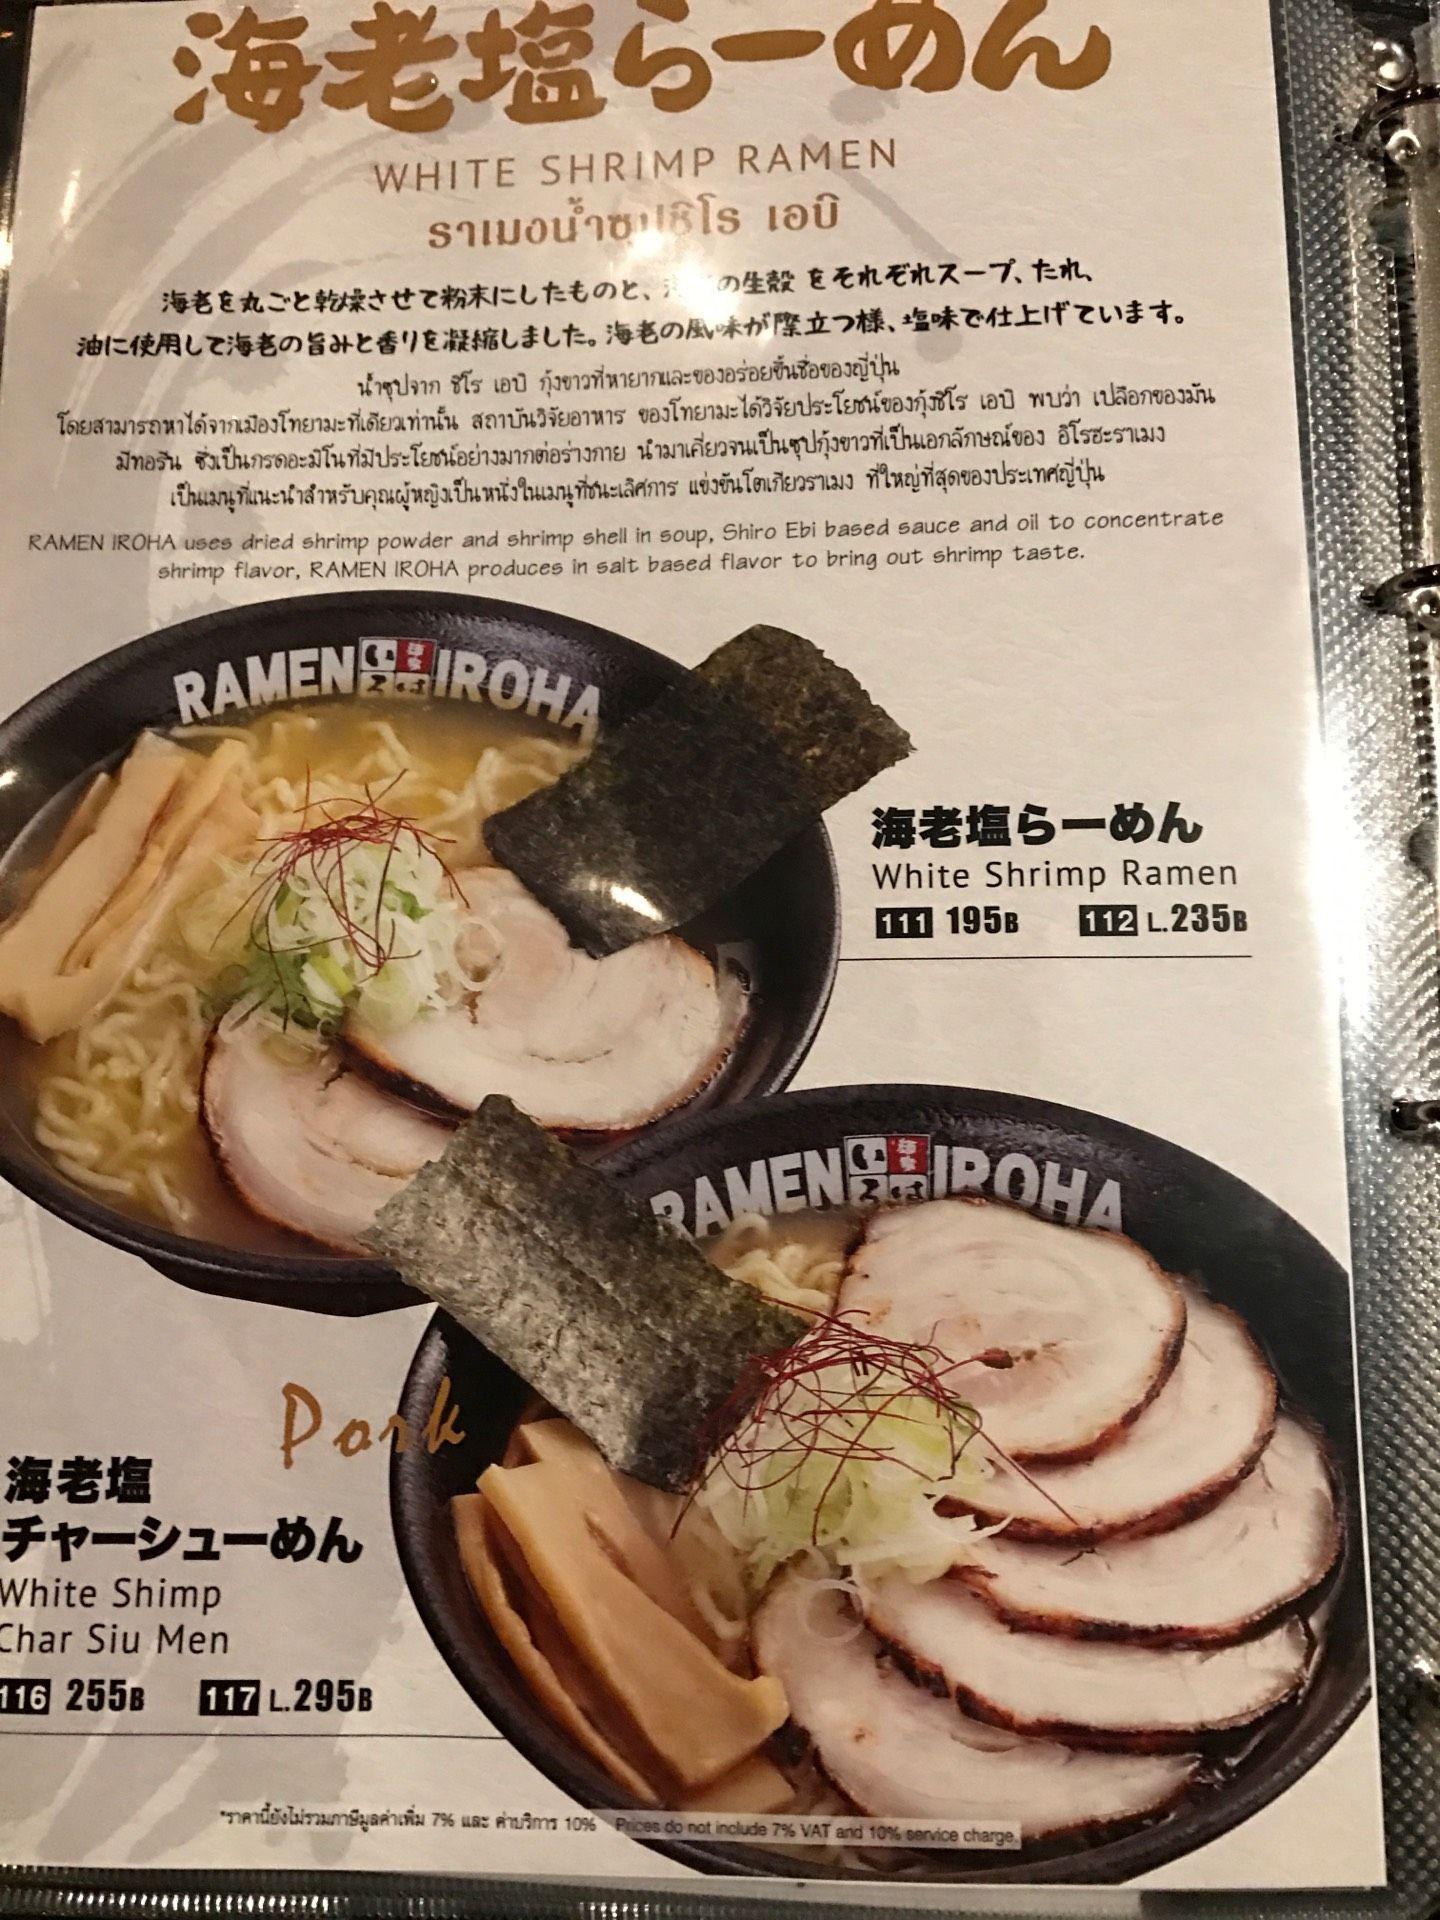 海老塩らーめん
WHITE SHRIMP RAMEN
ราเมงน้ำซุปชิโร เอบิ
海老を丸ごと乾燥させて粉末にしたものと、の生殻をそれぞれスープ、たれ、
油に使用して海老の旨みと香りを凝縮しました。海老の風味が際立つ様、塩味で仕上げています。
น้ำซุปจาก ชิโร เอบิ กุ้งขาวที่หายากและของอร่อยขึ้นชื่อของญี่ปุ่น
โดยสามารถหาได้จากเมืองโทยามะที่เดียวเท่านั้น สถาบันวิจัยอาหาร ของโทยามะได้วิจัยประโยชน์ของกุ้งชิโร เอบิ พบว่า เปลือกของมัน
มีทอรีน ซึ่งเป็นกรดอะมิโนที่มีประโยชน์อย่างมากต่อร่างกาย นำมาเคี่ยวจนเป็นซุปกุ้งขาวที่เป็นเอกลักษณ์ของ อิโรฮะราเมง
เป็นเมนูที่แนะนำสำหรับคุณผู้หญิงเป็นหนึ่งในเมนูที่ชนะเลิศการ แข่งขันโตเกียวราเมง ที่ใหญ่ที่สุดของประเทศญี่ปุ่น
RAMEN IROHA uses dried shrimp powder and shrimp shell in soup, Shiro Ebi based sauce and oil to concentrate
shrimp flavor, RAMEN IROHA produces in salt based flavor to bring out shrimp taste.
RAMEN いろは 麺家 IROHA
海老塩らーめん
White Shrimp Ramen
111 195B 112 L.235B
RAMEN いろは 麺家 IROHA
Pork
海老塩
チャーシューめん
White Shimp
Char Siu Men
116 255B 117 L.295B
*ราคานี้ยังไม่รวมภาษีมูลค่าเพิ่ม 7% และ ค่าบริการ 10% Prices do not include 7% VAT and 10% service charge.